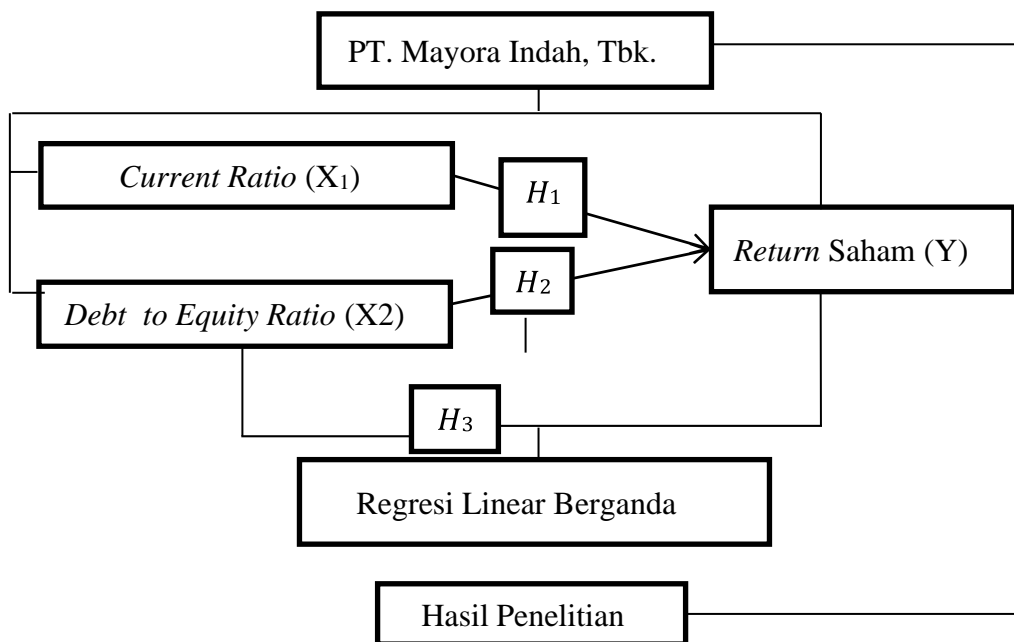 PT. Mayora Indah, Tbk.
Current Ratio (X₁)
H₁
Return Saham (Y)
H₂
Debt to Equity Ratio (X2)
H₃
Regresi Linear Berganda
Hasil Penelitian